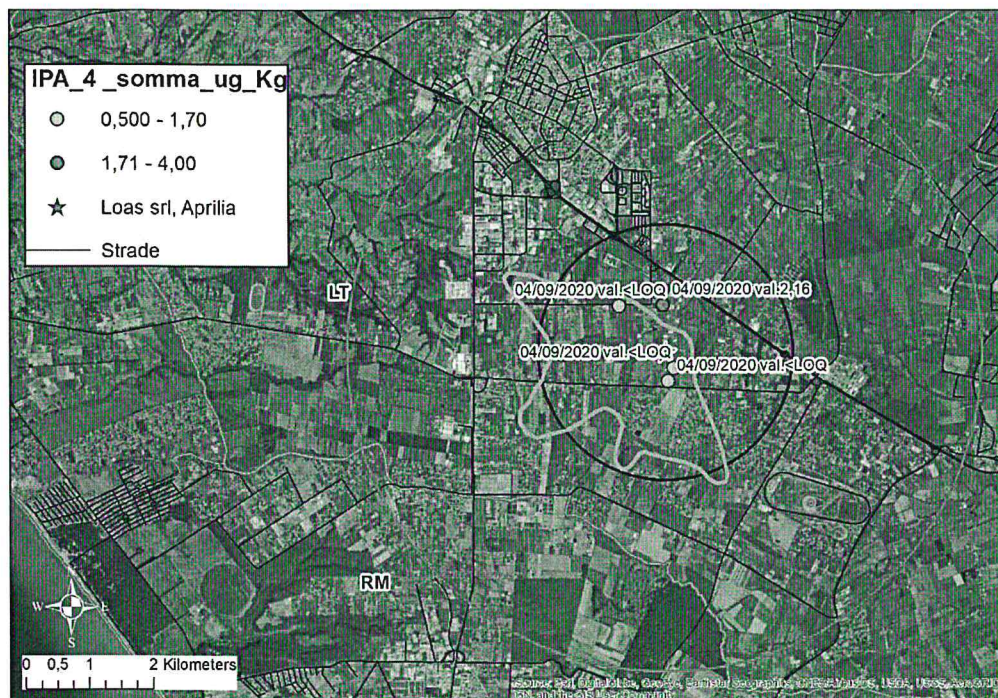 IPA_4 _somma_ug_Kg
0,500 - 1,70
1,71 - 4,00
Loas srl, Aprilia
Strade
LT
04/09/2020 val.<LOQ
04/09/2020 val.2,16
04/09/2020 val.<LOQ
04/09/2020 val.<LOQ
RM
N
W
E
S
0 0,5 1 2 Kilometers